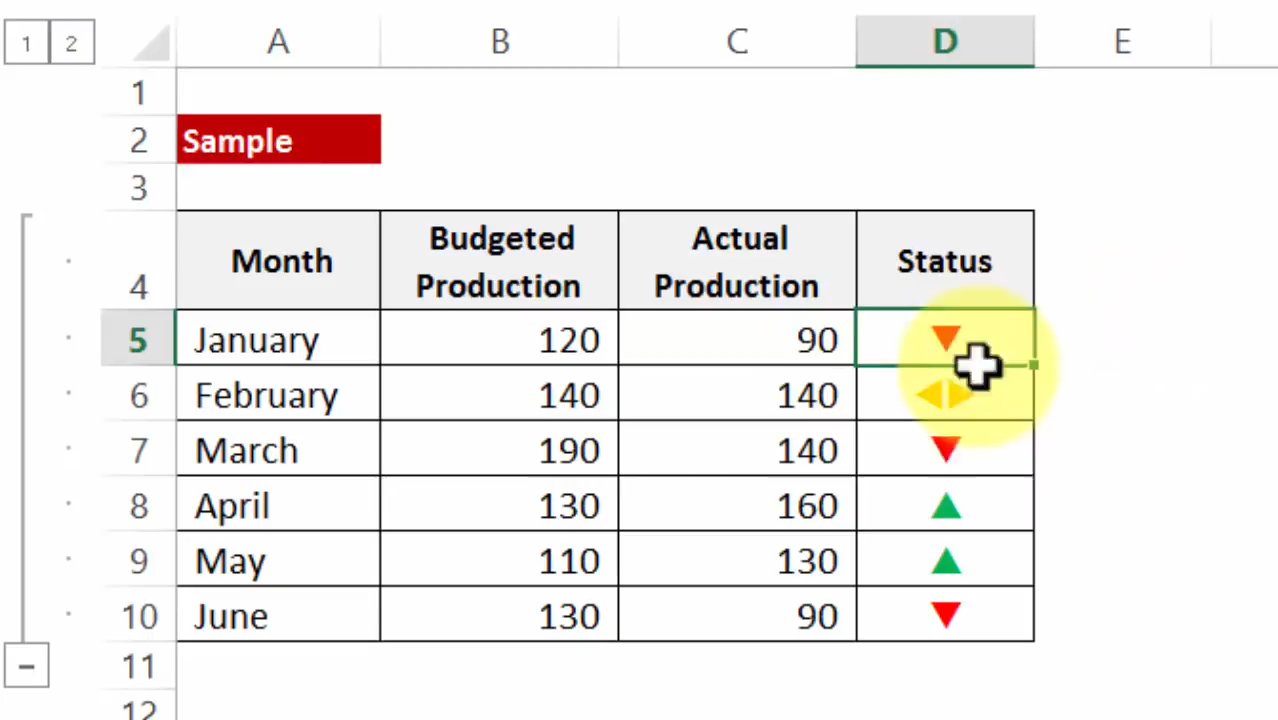 1 2 A B C D E
1
2 Sample
3
4 Month Budgeted Production Actual Production Status
5 January 120 90 ▼
6 February 140 140 ◀▶
7 March 190 140 ▼
8 April 130 160 ▲
9 May 110 130 ▲
10 June 130 90 ▼
11
12